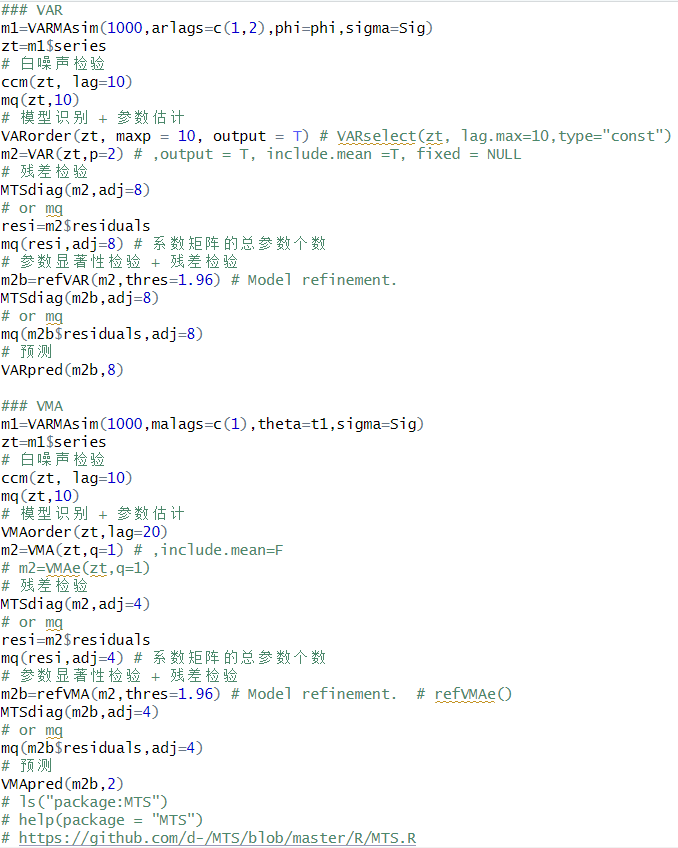 ### VAR
m1=VARMAsim(1000,arlags=c(1,2),phi=phi,sigma=Sig)
zt=m1$series
# 白噪声检验
ccm(zt, lag=10)
mq(zt,10)
# 模型识别 + 参数估计
VARorder(zt, maxp = 10, output = T) # VARselect(zt, lag.max=10,type="const")
m2=VAR(zt,p=2) # ,output = T, include.mean =T, fixed = NULL
# 残差检验
MTSdiag(m2,adj=8)
# or mq
resi=m2$residuals
mq(resi,adj=8) # 系数矩阵的总参数个数
# 参数显著性检验 + 残差检验
m2b=refVAR(m2,thres=1.96) # Model refinement.
MTSdiag(m2b,adj=8)
# or mq
mq(m2b$residuals,adj=8)
# 预测
VARpred(m2b,8)
### VMA
m1=VARMAsim(1000,malags=c(1),theta=t1,sigma=Sig)
zt=m1$series
# 白噪声检验
ccm(zt, lag=10)
mq(zt,10)
# 模型识别 + 参数估计
VMAorder(zt,lag=20)
m2=VMA(zt,q=1) # ,include.mean=F
# m2=VMAe(zt,q=1)
# 残差检验
MTSdiag(m2,adj=4)
# or mq
resi=m2$residuals
mq(resi,adj=4) # 系数矩阵的总参数个数
# 参数显著性检验 + 残差检验
m2b=refVMA(m2,thres=1.96) # Model refinement.  # refVMAe()
MTSdiag(m2b,adj=4)
# or mq
mq(m2b$residuals,adj=4)
# 预测
VMApred(m2b,2)
# ls("package:MTS")
# help(package = "MTS")
# https://github.com/d-/MTS/blob/master/R/MTS.R